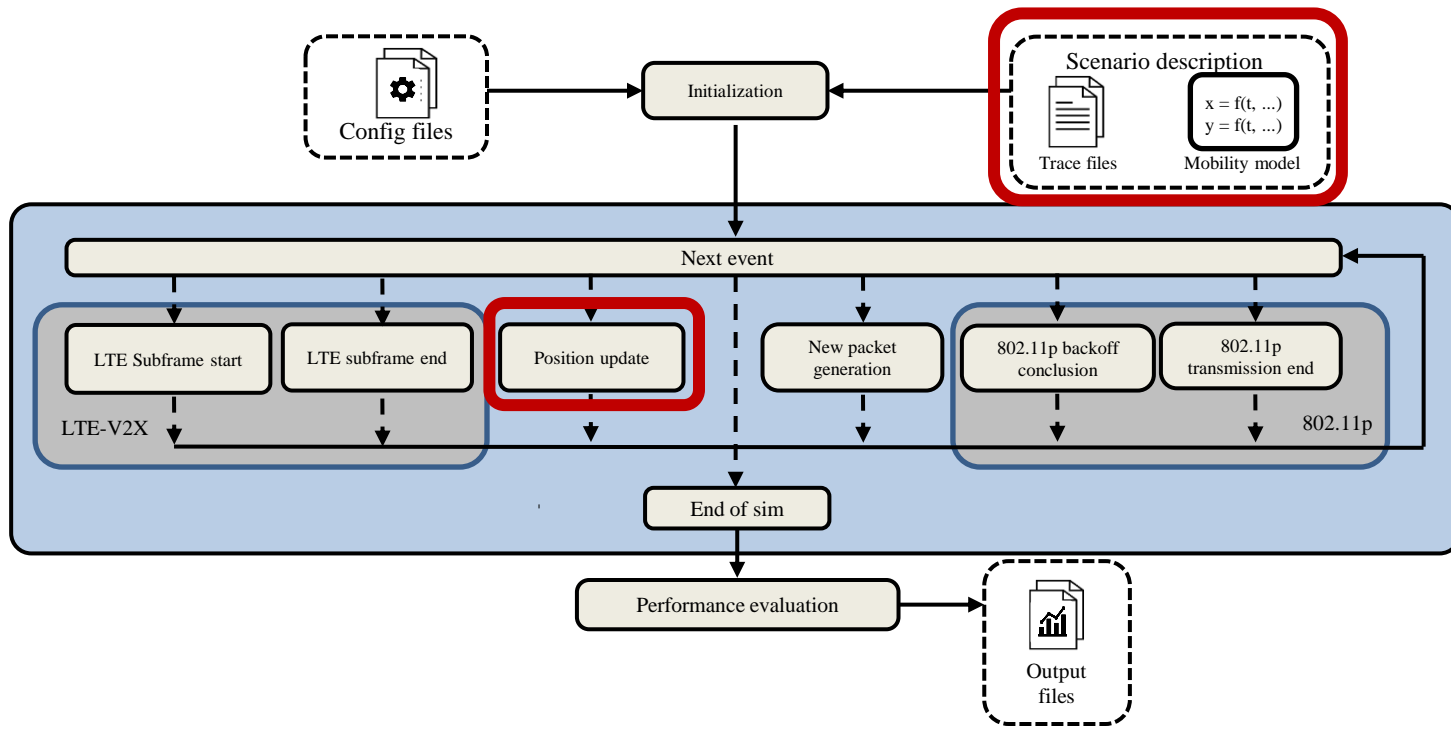 Config files
Initialization
Scenario description
Trace files
x = f(t, ...)
y = f(t, ...)
Mobility model
Next event
LTE Subframe start
LTE subframe end
Position update
New packet
generation
802.11p backoff
conclusion
802.11p
transmission end
LTE-V2X
802.11p
End of sim
Performance evaluation
Output
files